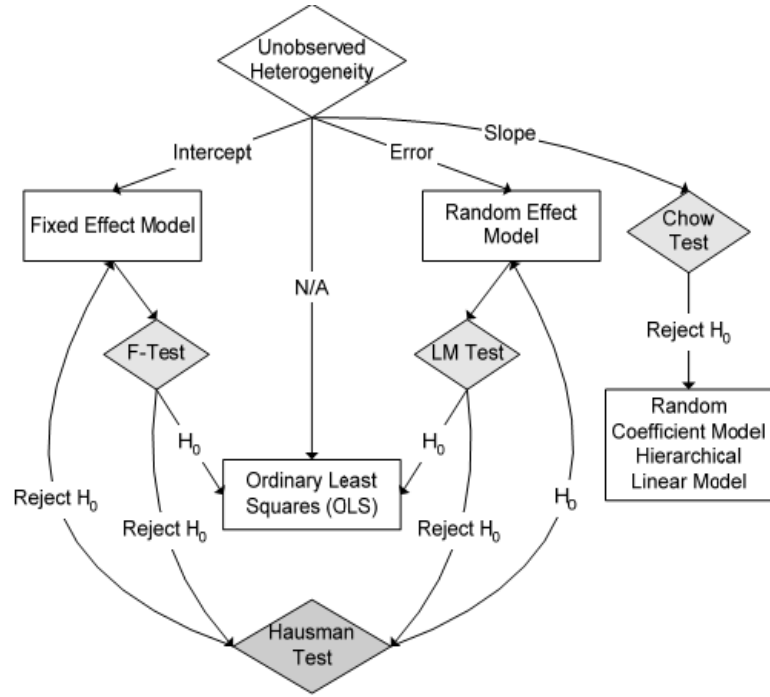 Unobserved
Heterogeneity
Intercept
Error
Slope
Fixed Effect Model
Random Effect
Model
Chow
Test
N/A
F-Test
LM Test
Reject H₀
H₀
H₀
Random
Coefficient Model
Hierarchical
Linear Model
Ordinary Least
Squares (OLS)
Reject H₀
Reject H₀
Reject H₀
H₀
Hausman
Test